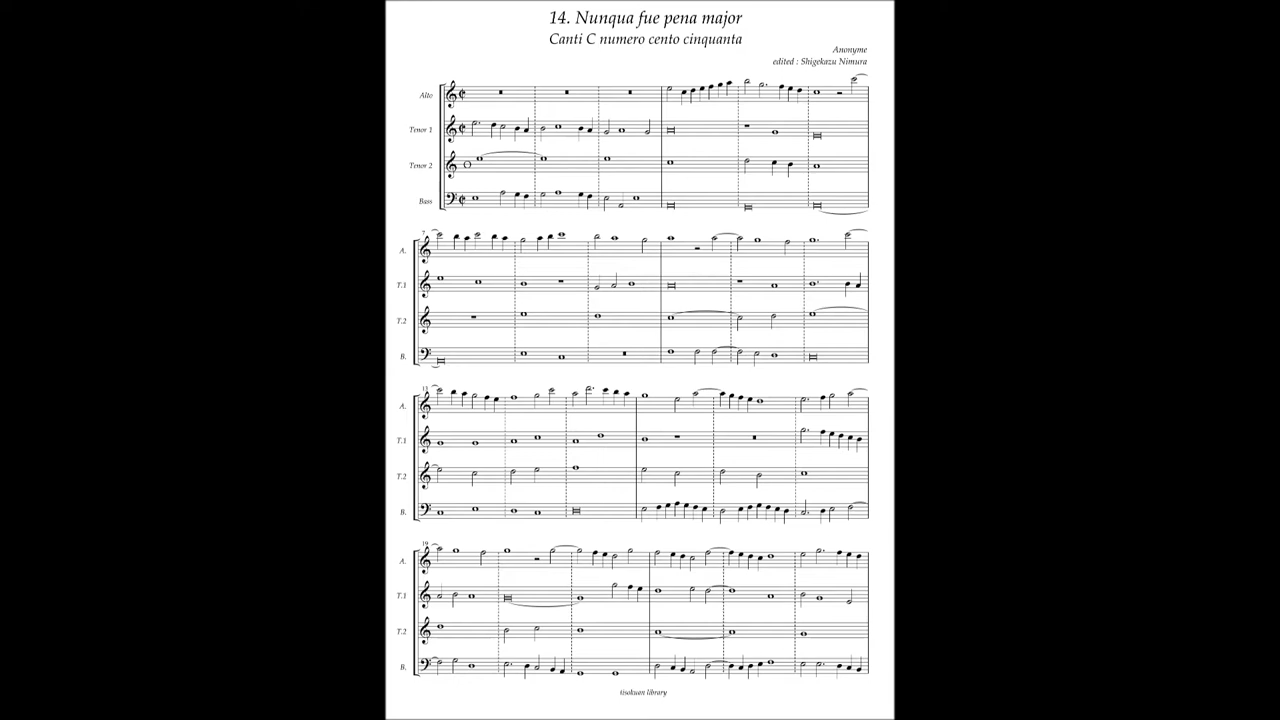 14. Nunqua fue pena major
Canti C numero cento cinquanta
Anonyme
edited : Shigekazu Nimura
Alto
Tenor 1
Tenor 2
Bass
7
A.
T.1
T.2
B.
13
A.
T.1
T.2
B.
19
A.
T.1
T.2
B.
tisokuan library